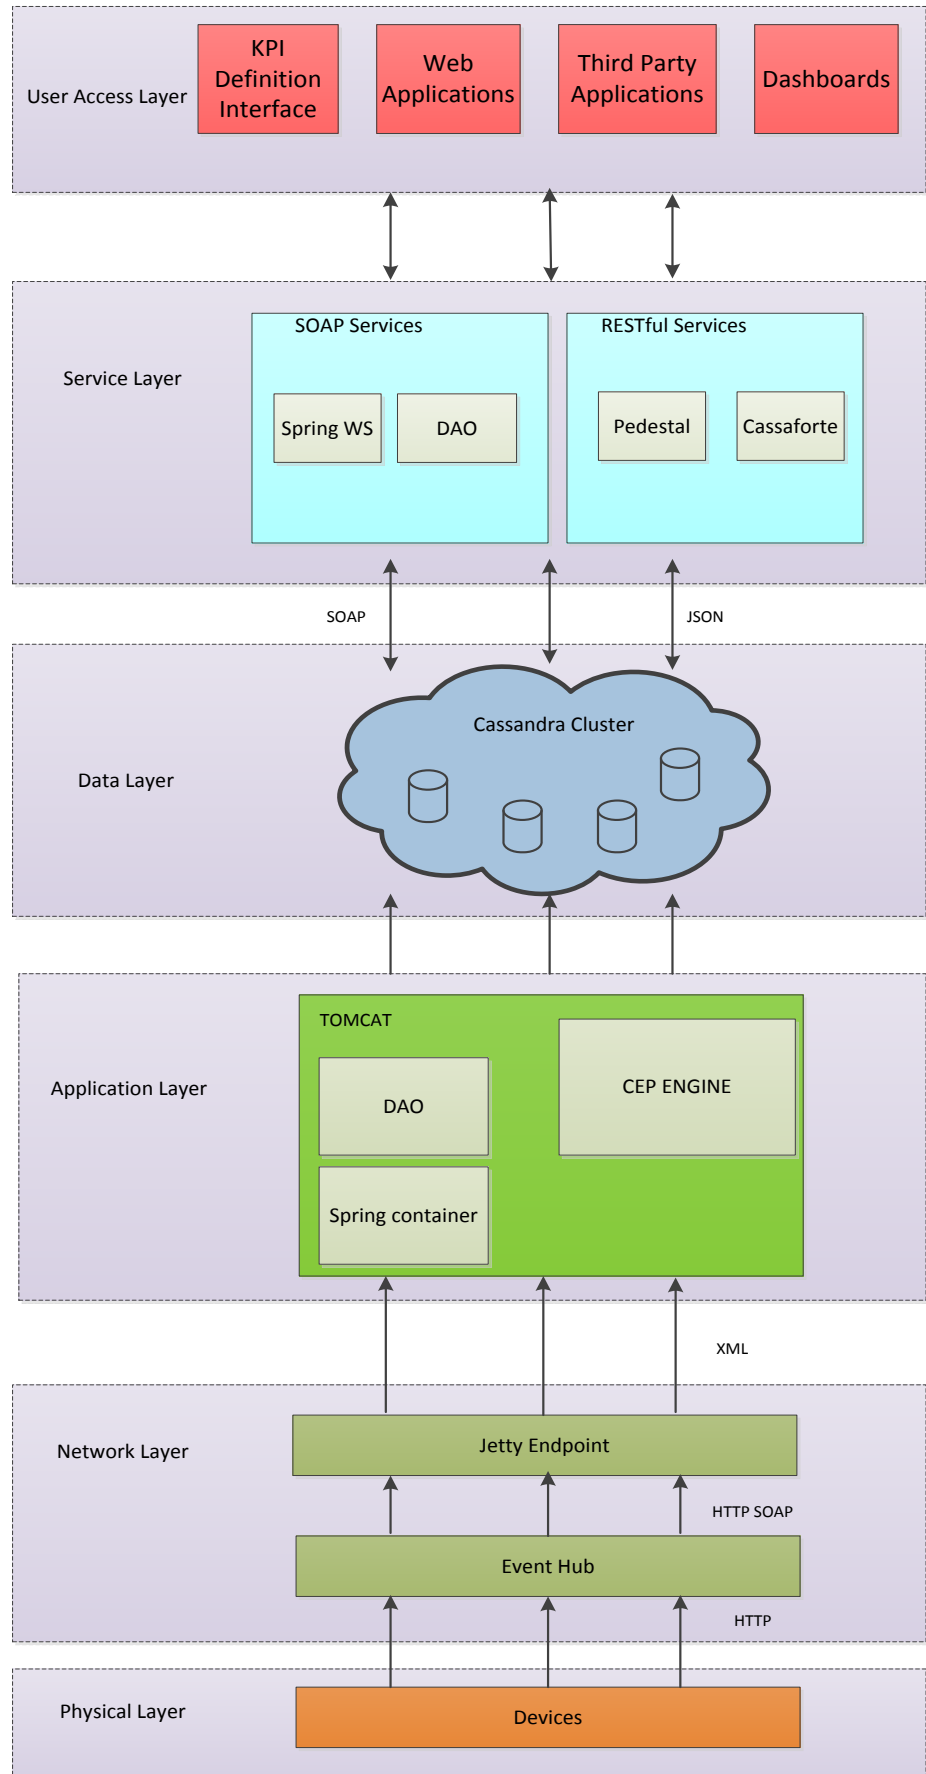 User Access Layer
KPI
Definition
Interface
Web
Applications
Third Party
Applications
Dashboards
Service Layer
SOAP Services
Spring WS
DAO
RESTful Services
Pedestal
Cassaforte
SOAP
JSON
Data Layer
Cassandra Cluster
Application Layer
TOMCAT
DAO
CEP ENGINE
Spring container
XML
Network Layer
Jetty Endpoint
HTTP SOAP
Event Hub
HTTP
Physical Layer
Devices